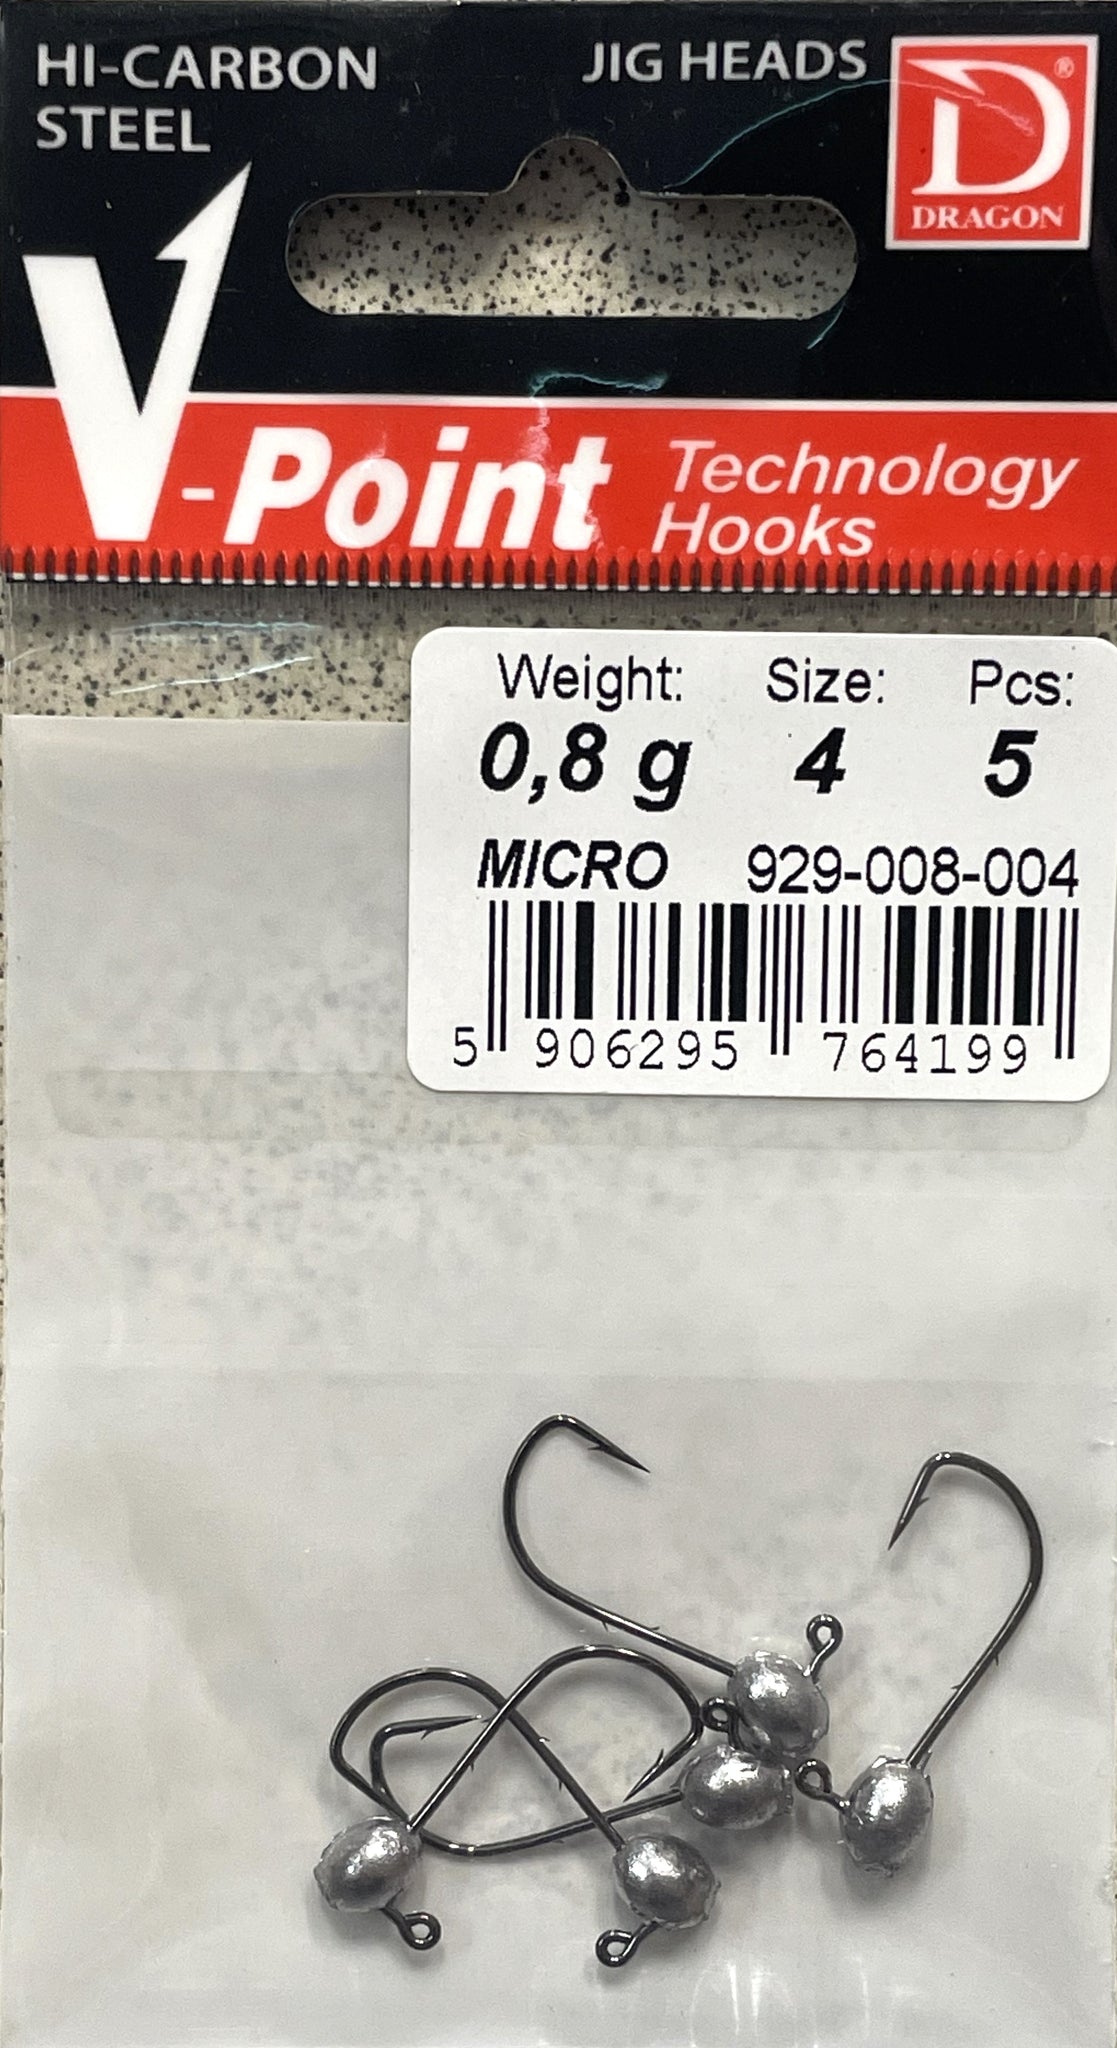 HI-CARBON
STEEL
JIG HEADS
D®
DRAGON
V-Point
Technology
Hooks
Weight: Size: Pcs:
0,8 g 4 5
MICRO 929-008-004
5 906295 764199